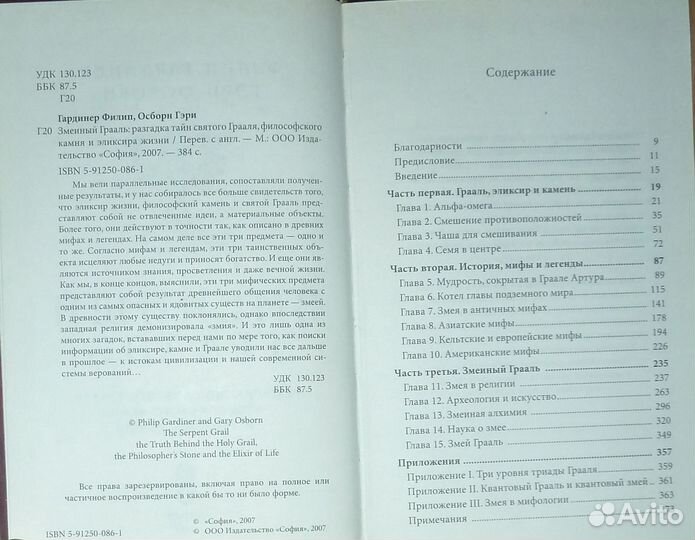 УДК 130.123
ББК 87.5
Г20
Гардинер Филип, Осборн Гэри
Г20 Змеиный Грааль: разгадка тайн святого Грааля, философского
камня и эликсира жизни / Перев. с англ. — М.: ООО Изда-
тельство «София», 2007. — 384 с.
ISBN 5-91250-086-1
Мы вели параллельные исследования, сопоставляли получен-
ные результаты, и у нас собиралось все больше свидетельств того,
что эликсир жизни, философский камень и святой Грааль пред-
ставляют собой не отвлеченные идеи, а материальные объекты.
Более того, они действуют в точности так, как описано в древних
мифах и легендах. На самом деле все эти три предмета — одно и
то же. Согласно мифам и легендам, эти три таинственных объ-
екта исцеляют любые недуги и приносят богатство. И еще они яв-
ляются источником знания, просветления и даже вечной жизни.
Как мы, в конце концов, выяснили, эти три мифических предмета
представляют собой результат древнейшего общения человека с
одним из самых опасных и ядовитых существ на планете — змеей.
В древности этому существу поклонялись, однако впоследствии
западная религия демонизировала «змия». И это лишь одна из
многих загадок, встававших перед нами по мере того, как поиски
информации об эликсире, камне и Граале уводили нас все дальше
в прошлое — к истокам цивилизации и нашей современной си-
стемы верований…
УДК 130.123
ББК 87.5
© Philip Gardiner and Gary Osborn
The Serpent Grail
the Truth Behind the Holy Grail,
the Philosopher's Stone and the Elixir of Life
Все права зарезервированы, включая право на полное или
частичное воспроизведение в какой бы то ни было форме.
© «София», 2007
ISBN 5-91250-086-1 © ООО Издательство «София», 2007
Содержание
Благодарности 9
Предисловие 11
Введение 15
Часть первая. Грааль, эликсир и камень 19
Глава 1. Альфа-омега 21
Глава 2. Смешение противоположностей 35
Глава 3. Чаша для смешивания 51
Глава 4. Семя в центре 72
Часть вторая. История, мифы и легенды 87
Глава 5. Мудрость, сокрытая в Граале Артура 89
Глава 6. Котел главы подземного мира 115
Глава 7. Змея в античных мифах 141
Глава 8. Азиатские мифы 178
Глава 9. Кельтские и европейские мифы 194
Глава 10. Американские мифы 226
Часть третья. Змеиный Грааль 235
Глава 11. Змея в религии 237
Глава 12. Археология и искусство 263
Глава 13. Змеиная алхимия 296
Глава 14. Наука о змее 320
Глава 15. Змей Грааль 349
Приложения 357
Приложение I. Три уровня триады Грааля 359
Приложение II. Квантовый Грааль и квантовый змей 361
Приложение III. Змея в мифологии
Примечания
Avito